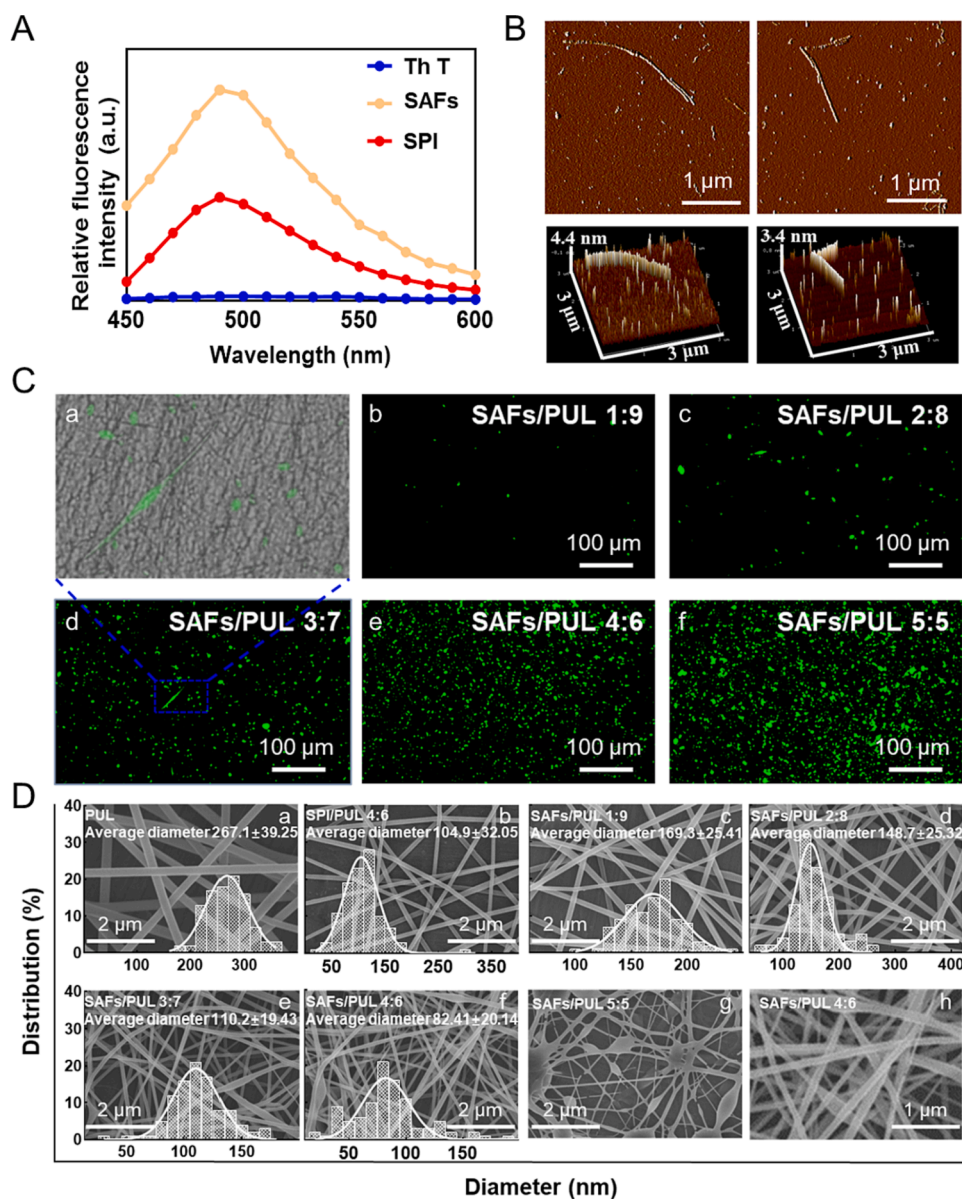 A
Relative fluorescence
intensity (a.u.)
Th T
SAFs
SPI
450 500 550 600
Wavelength (nm)
B
1 µm
1 µm
4.4 nm
3 µm
3 µm
3.4 nm
3 µm
3 µm
C
a
b
SAFs/PUL 1:9
100 µm
c
SAFs/PUL 2:8
100 µm
d
SAFs/PUL 3:7
100 µm
e
SAFs/PUL 4:6
100 µm
f
SAFs/PUL 5:5
100 µm
D
Distribution (%)
40
30
20
10
0
PUL
a
Average diameter 267.1±39.25
2 µm
100 200 300
SPI/PUL 4:6
b
Average diameter 104.9±32.05
2 µm
50 150 250 350
SAFs/PUL 1:9
c
Average diameter 169.3±25.41
2 µm
100 150 200
SAFs/PUL 2:8
d
Average diameter 148.7±25.32
2 µm
100 200 300 400
40
30
20
10
0
SAFs/PUL 3:7
e
Average diameter 110.2±19.43
2 µm
50 100 150
SAFs/PUL 4:6
f
Average diameter 82.41±20.14
2 µm
50 100 150
SAFs/PUL 5:5
g
2 µm
SAFs/PUL 4:6
h
1 µm
Diameter (nm)